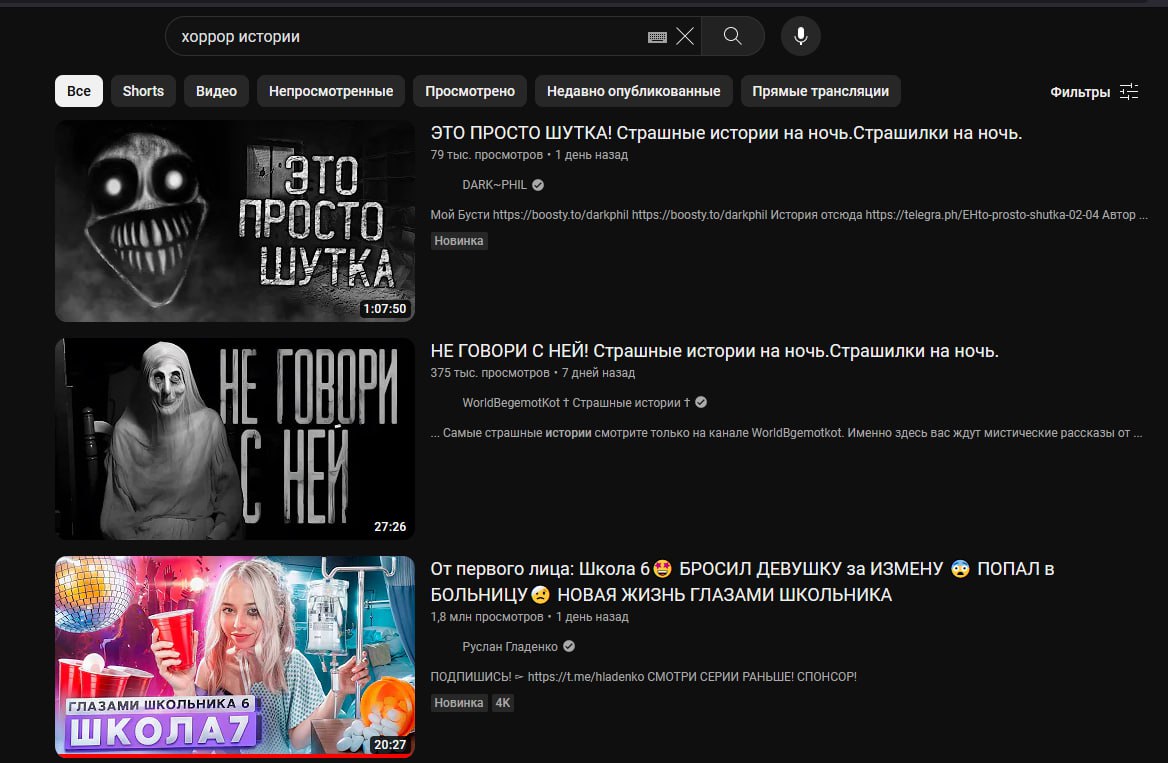 хоррор истории
Все Shorts Видео Непросмотренные Просмотрено Недавно опубликованные Прямые трансляции Фильтры
ЭТО
ПРОСТО
ШУТКА
1:07:50
ЭТО ПРОСТО ШУТКА! Страшные истории на ночь.Страшилки на ночь.
79 тыс. просмотров • 1 день назад
DARK~PHIL
Мой Бусти https://boosty.to/darkphil https://boosty.to/darkphil История отсюда https://telegra.ph/EHto-prosto-shutka-02-04 Автор ...
Новинка
НЕ ГОВОРИ
С НЕЙ
27:26
НЕ ГОВОРИ С НЕЙ! Страшные истории на ночь.Страшилки на ночь.
375 тыс. просмотров • 7 дней назад
WorldBegemotKot † Страшные истории †
... Самые страшные истории смотрите только на канале WorldBgemotkot. Именно здесь вас ждут мистические рассказы от ...
ГЛАЗАМИ ШКОЛЬНИКА 6
ШКОЛА7
20:27
От первого лица: Школа 6🤩 БРОСИЛ ДЕВУШКУ за ИЗМЕНУ 😨 ПОПАЛ в
БОЛЬНИЦУ🤕 НОВАЯ ЖИЗНЬ ГЛАЗАМИ ШКОЛЬНИКА
1,8 млн просмотров • 1 день назад
Руслан Гладенко
ПОДПИШИСЬ! ➣ https://t.me/hladenko СМОТРИ СЕРИИ РАНЬШЕ! СПОНСОР!
Новинка 4K